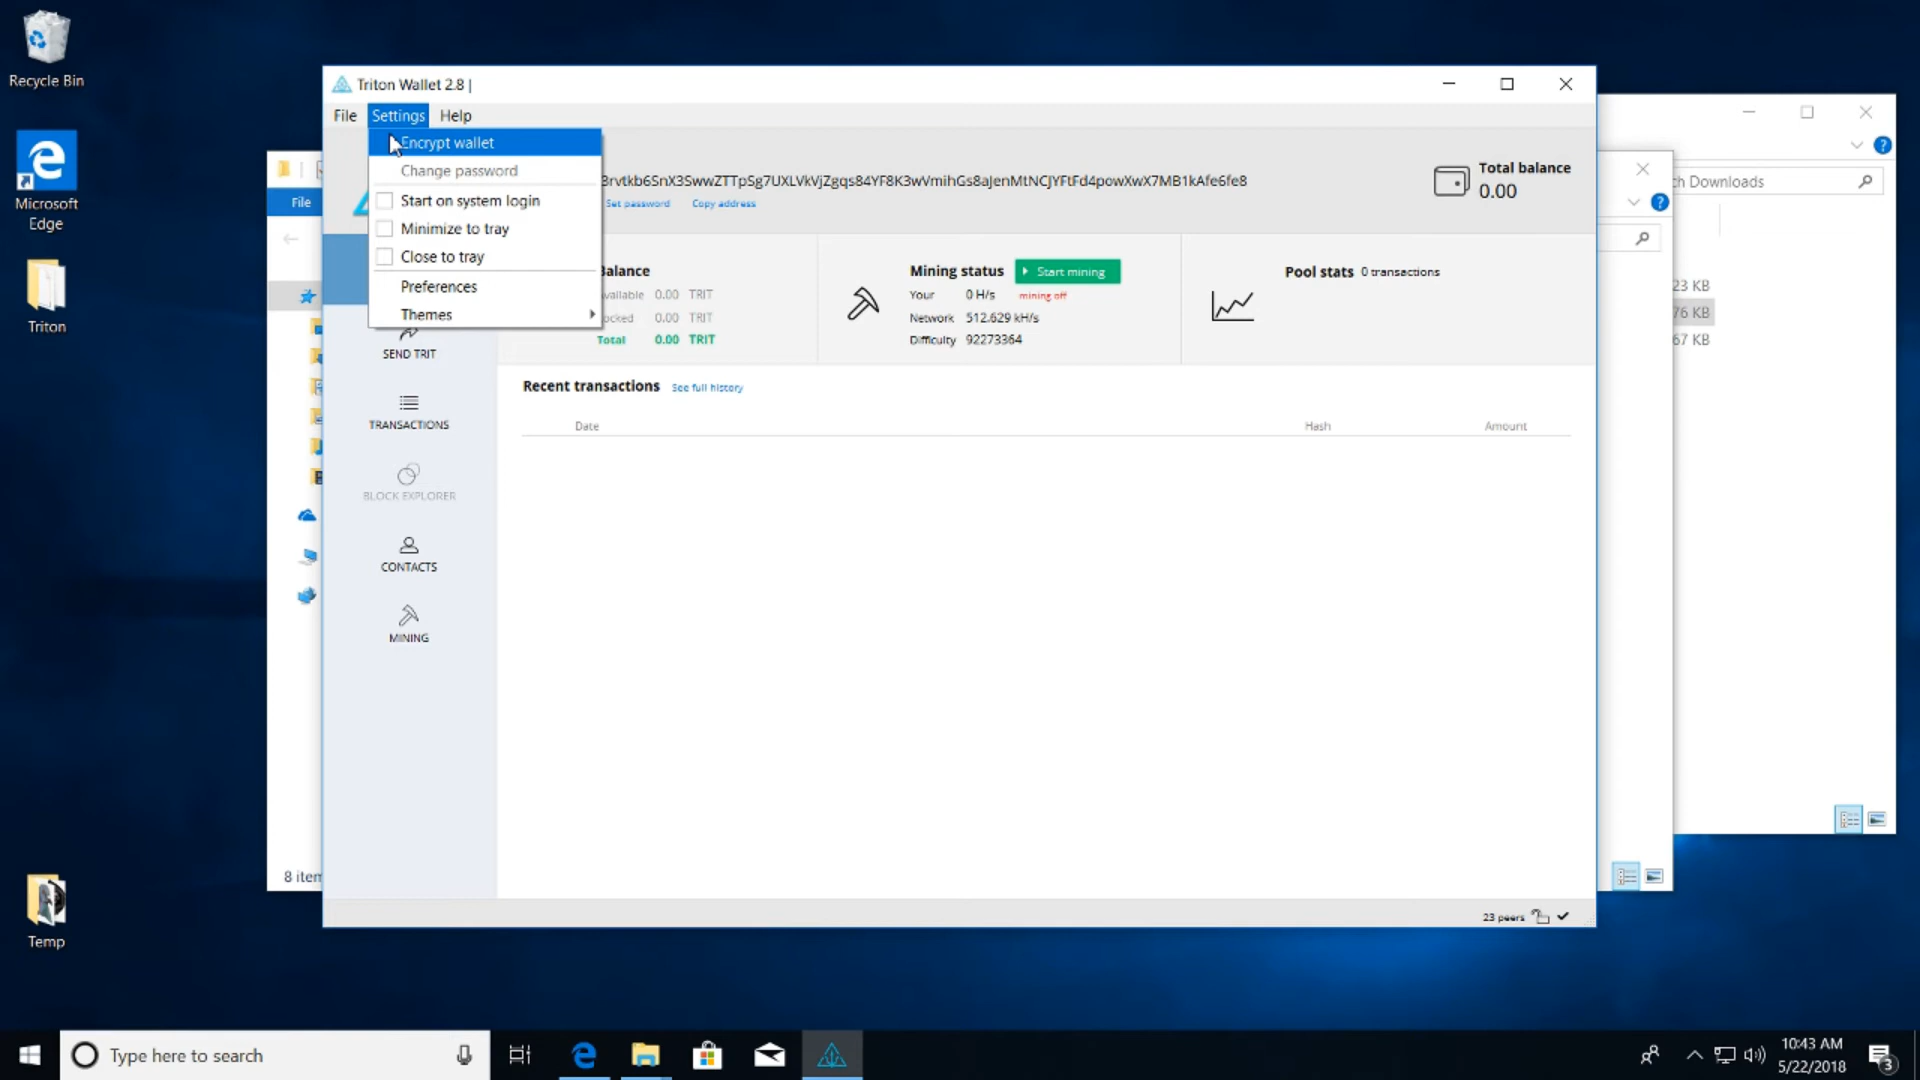 Recycle Bin
Microsoft
Edge
Triton
Temp
Triton Wallet 2.8 |
File Settings Help
Encrypt wallet
Change password
Start on system login
Minimize to tray
Close to tray
Preferences
Themes
3rvtkb6SnX3SwwZTTpSg7UXLVkVjZgqs84YF8K3wVmihGs8aJenMtNCJYFtFd4powXwX7MB1kAfe6fe8
Set password Copy address
Total balance
0.00
Balance
Available 0.00 TRIT
Locked 0.00 TRIT
Total 0.00 TRIT
Mining status Start mining
Your 0 H/s mining off
Network 512.629 kH/s
Difficulty 92273364
Pool stats 0 transactions
SEND TRIT
TRANSACTIONS
BLOCK EXPLORER
CONTACTS
MINING
Recent transactions See full history
Date Hash Amount
23 peers
File
8 item
ch Downloads
23 KB
76 KB
67 KB
Type here to search
10:43 AM
5/22/2018
3